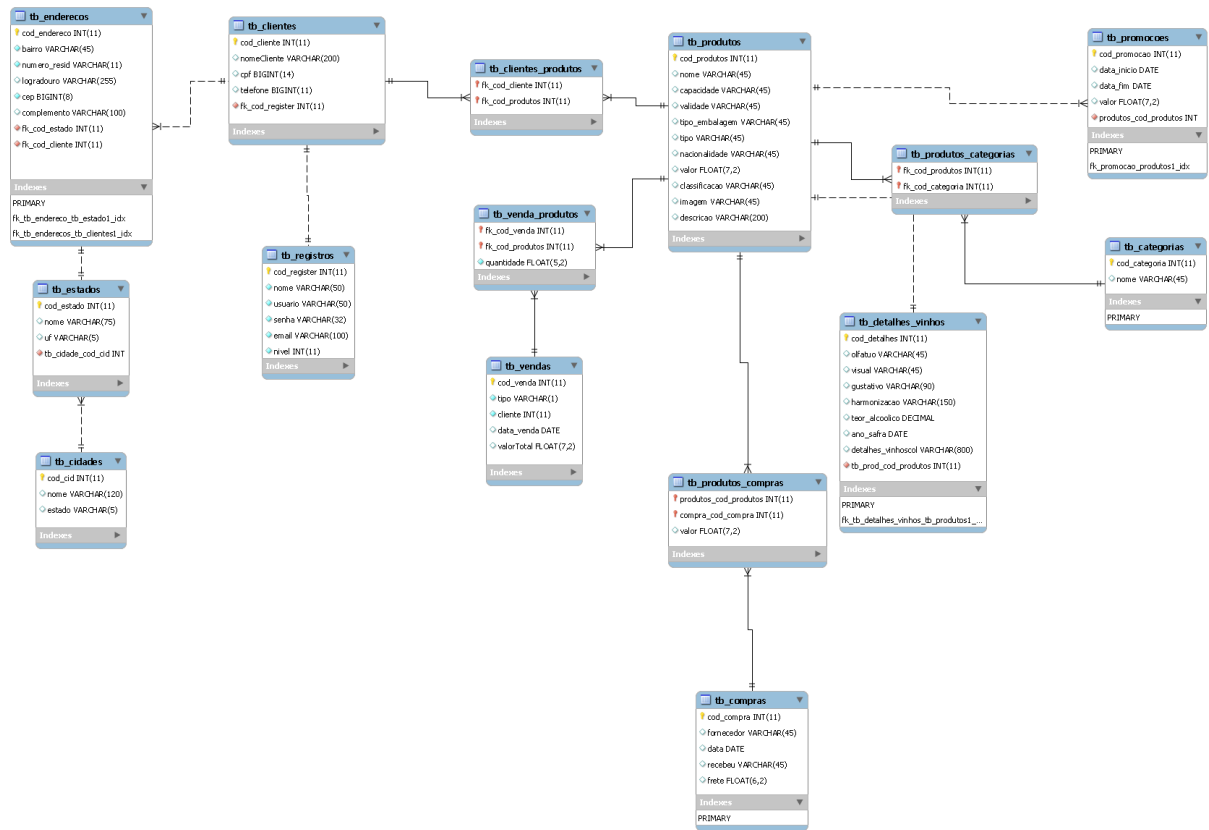 tb_enderecos
cod_endereco INT(11)
bairro VARCHAR(45)
numero_resid VARCHAR(11)
logradouro VARCHAR(255)
cep BIGINT(8)
complemento VARCHAR(100)
fk_cod_estado INT(11)
fk_cod_cliente INT(11)
Indexes
PRIMARY
fk_tb_endereco_tb_estado1_idx
fk_tb_enderecos_tb_clientes1_idx
tb_estados
cod_estado INT(11)
nome VARCHAR(75)
uf VARCHAR(5)
tb_cidade_cod_cid INT
Indexes
tb_cidades
cod_cid INT(11)
nome VARCHAR(120)
estado VARCHAR(5)
Indexes
tb_clientes
cod_cliente INT(11)
nomeCliente VARCHAR(200)
cpf BIGINT(14)
telefone BIGINT(11)
fk_cod_register INT(11)
Indexes
tb_registros
cod_register INT(11)
nome VARCHAR(50)
usuario VARCHAR(50)
senha VARCHAR(32)
email VARCHAR(100)
nivel INT(11)
Indexes
tb_clientes_produtos
fk_cod_cliente INT(11)
fk_cod_produtos INT(11)
Indexes
tb_venda_produtos
fk_cod_venda INT(11)
fk_cod_produtos INT(11)
quantidade FLOAT(5,2)
Indexes
tb_vendas
cod_venda INT(11)
tipo VARCHAR(1)
cliente INT(11)
data_venda DATE
valorTotal FLOAT(7,2)
Indexes
tb_produtos
cod_produtos INT(11)
nome VARCHAR(45)
capacidade VARCHAR(45)
validade VARCHAR(45)
tipo_embalagem VARCHAR(45)
tipo VARCHAR(45)
nacionalidade VARCHAR(45)
valor FLOAT(7,2)
classificacao VARCHAR(45)
imagem VARCHAR(45)
descricao VARCHAR(200)
Indexes
tb_produtos_compras
produtos_cod_produtos INT(11)
compra_cod_compra INT(11)
valor FLOAT(7,2)
Indexes
tb_compras
cod_compra INT(11)
fornecedor VARCHAR(45)
data DATE
recebeu VARCHAR(45)
frete FLOAT(6,2)
Indexes
PRIMARY
tb_promocoes
cod_promocao INT(11)
data_inicio DATE
data_fim DATE
valor FLOAT(7,2)
produtos_cod_produtos INT
Indexes
PRIMARY
fk_promocao_produtos1_idx
tb_produtos_categorias
fk_cod_produtos INT(11)
fk_cod_categoria INT(11)
Indexes
tb_categorias
cod_categoria INT(11)
nome VARCHAR(45)
Indexes
PRIMARY
tb_detalhes_vinhos
cod_detalhes INT(11)
olfatuo VARCHAR(45)
visual VARCHAR(45)
gustativo VARCHAR(90)
harmonizacao VARCHAR(150)
teor_alcoolico DECIMAL
ano_safra DATE
detalhes_vinhoscol VARCHAR(800)
tb_prod_cod_produtos INT(11)
Indexes
PRIMARY
fk_tb_detalhes_vinhos_tb_produtos1_...